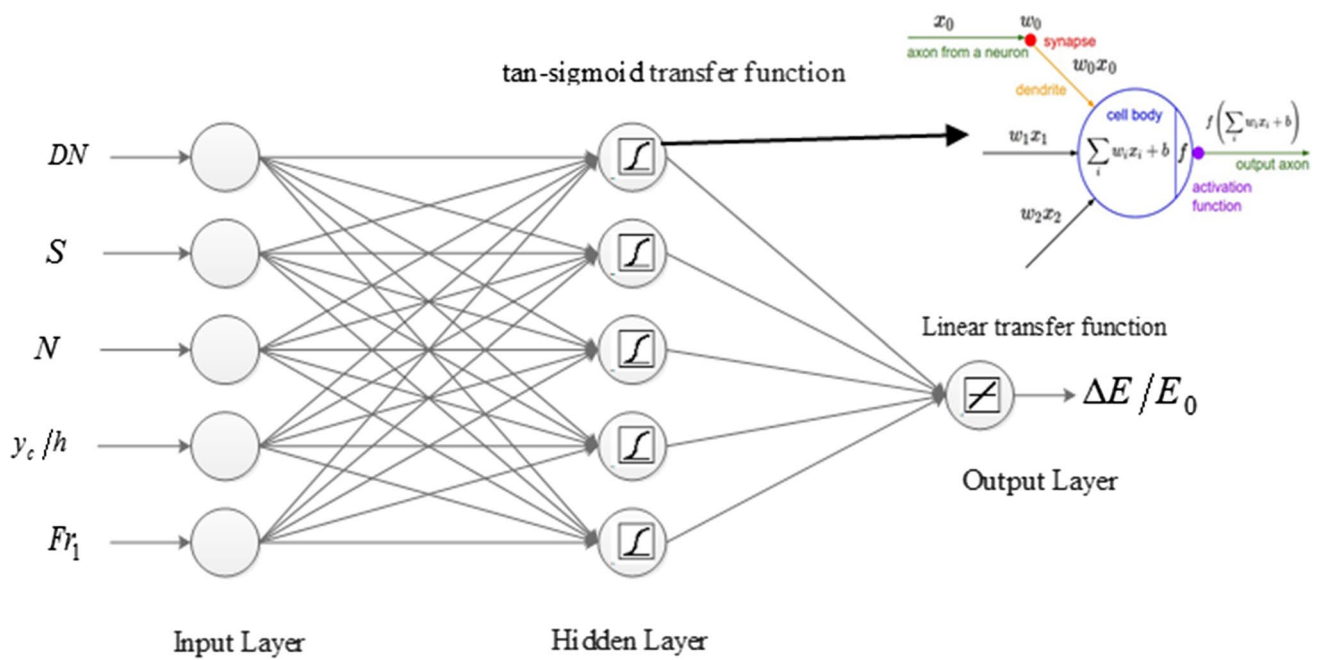 tan-sigmoid transfer function
x₀
w₀
axon from a neuron
synapse
w₀x₀
dendrite
cell body
w₁x₁
∑ᵢ wᵢxᵢ + b
f
f(∑ᵢ wᵢxᵢ + b)
output axon
activation
function
w₂x₂
DN
S
N
y_c/h
Fr₁
Linear transfer function
ΔE/E₀
Output Layer
Input Layer
Hidden Layer